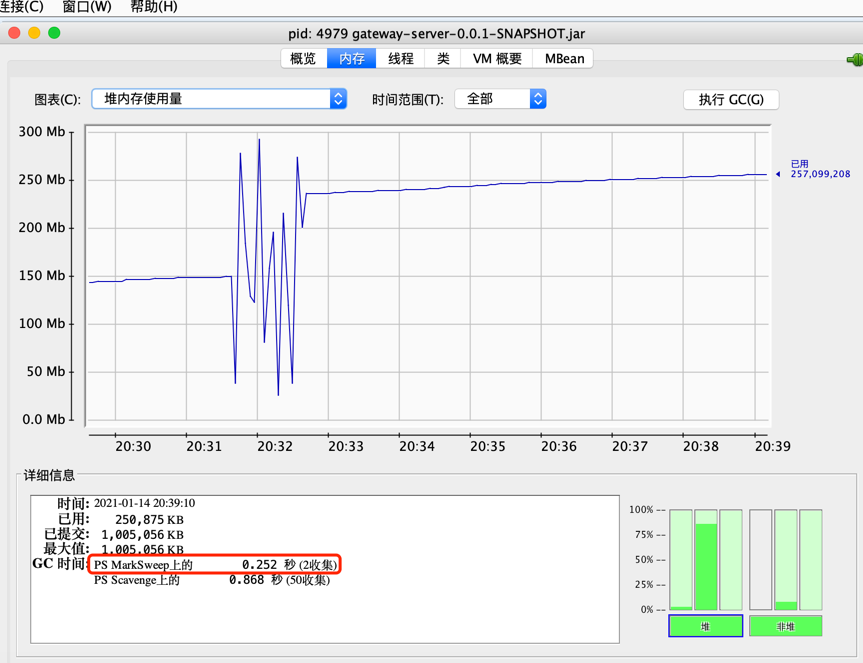 连接(C) 窗口(W) 帮助(H)
pid: 4979 gateway-server-0.0.1-SNAPSHOT.jar
概览 内存 线程 类 VM 概要 MBean
图表(C): 堆内存使用量 时间范围(T): 全部 执行 GC(G)
300 Mb
250 Mb
200 Mb
150 Mb
100 Mb
50 Mb
0.0 Mb
已用
257,099,208
20:30 20:31 20:32 20:33 20:34 20:35 20:36 20:37 20:38 20:39
详细信息
时间: 2021-01-14 20:39:10
已用: 250,875 KB
已提交: 1,005,056 KB
最大值: 1,005,056 KB
GC 时间: PS MarkSweep上的 0.252 秒 (2收集)
PS Scavenge上的 0.868 秒 (50收集)
100% --
75% --
50% --
25% --
0% --
堆 非堆